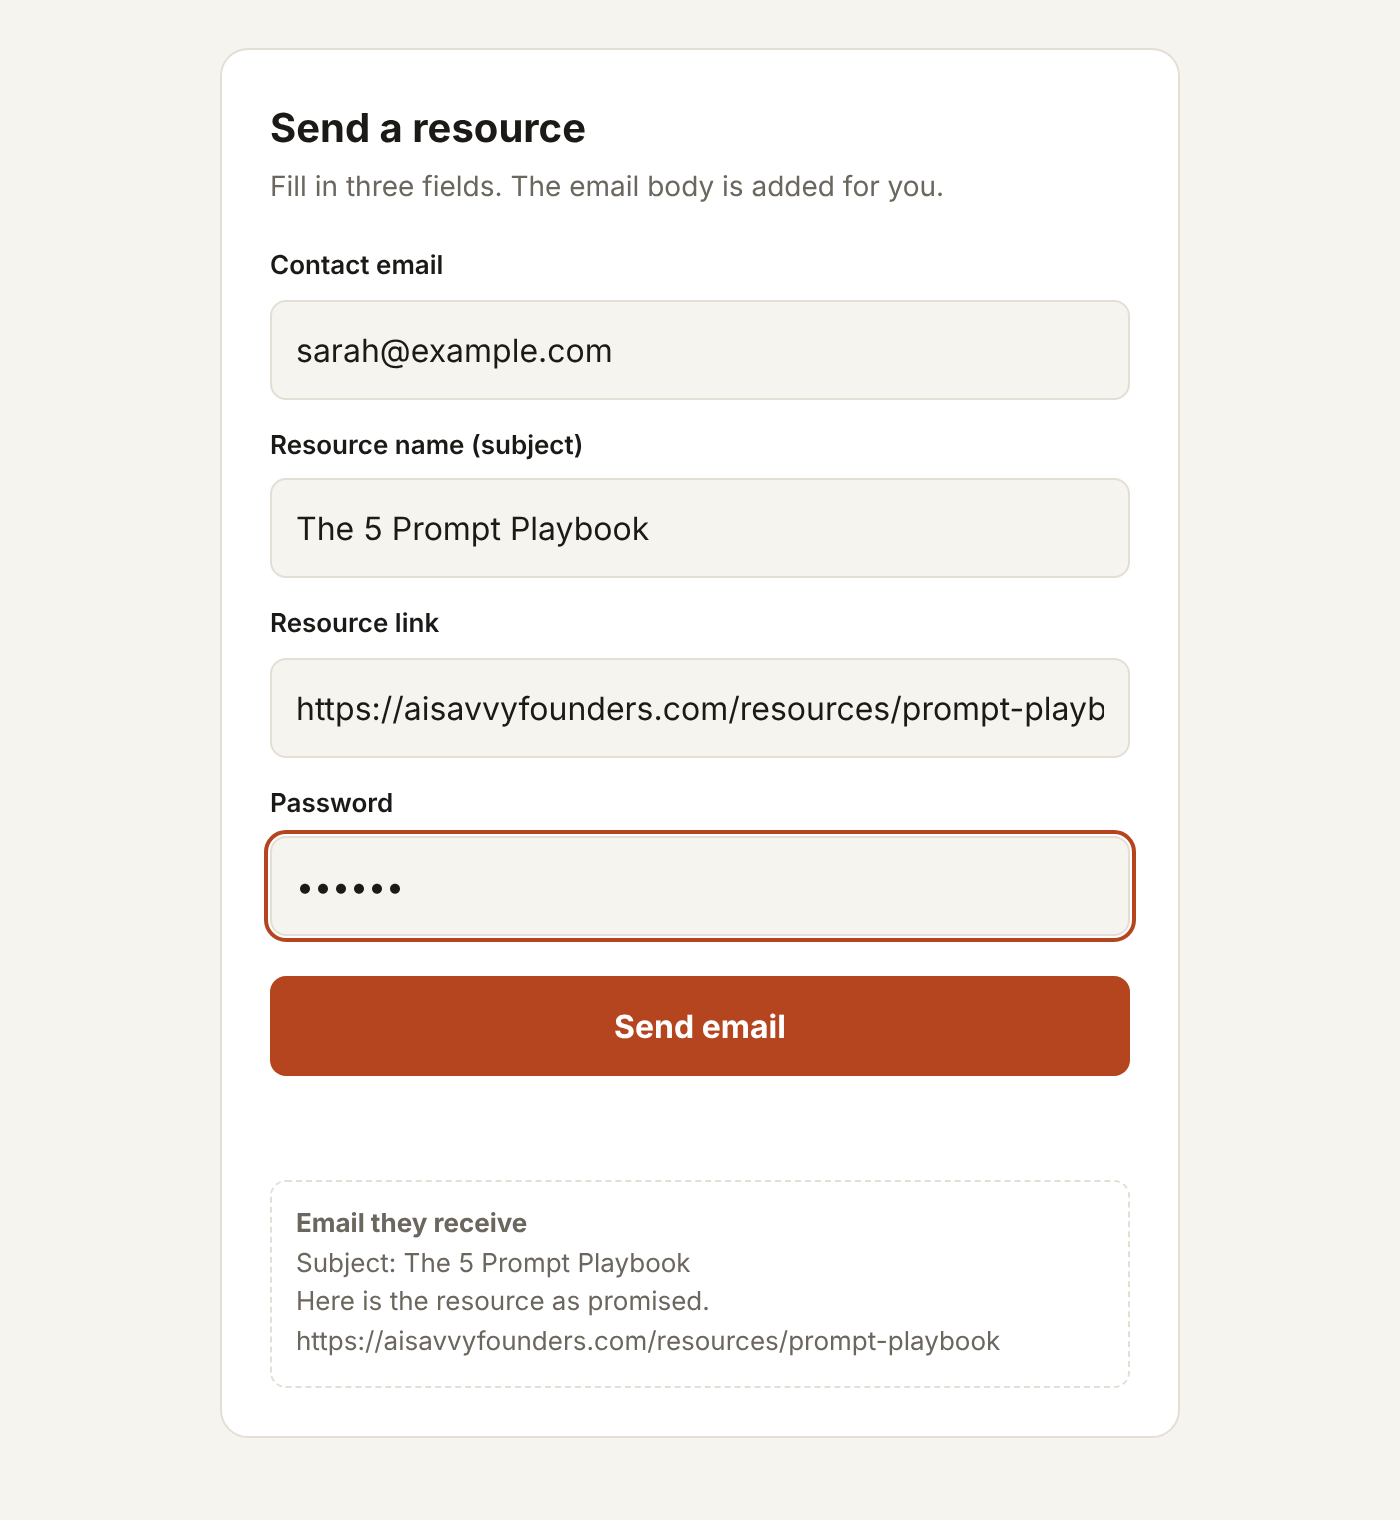 Send a resource
Fill in three fields. The email body is added for you.
Contact email
sarah@example.com
Resource name (subject)
The 5 Prompt Playbook
Resource link
https://aisavvyfounders.com/resources/prompt-playb
Password
••••••
Send email
Email they receive
Subject: The 5 Prompt Playbook
Here is the resource as promised.
https://aisavvyfounders.com/resources/prompt-playbook